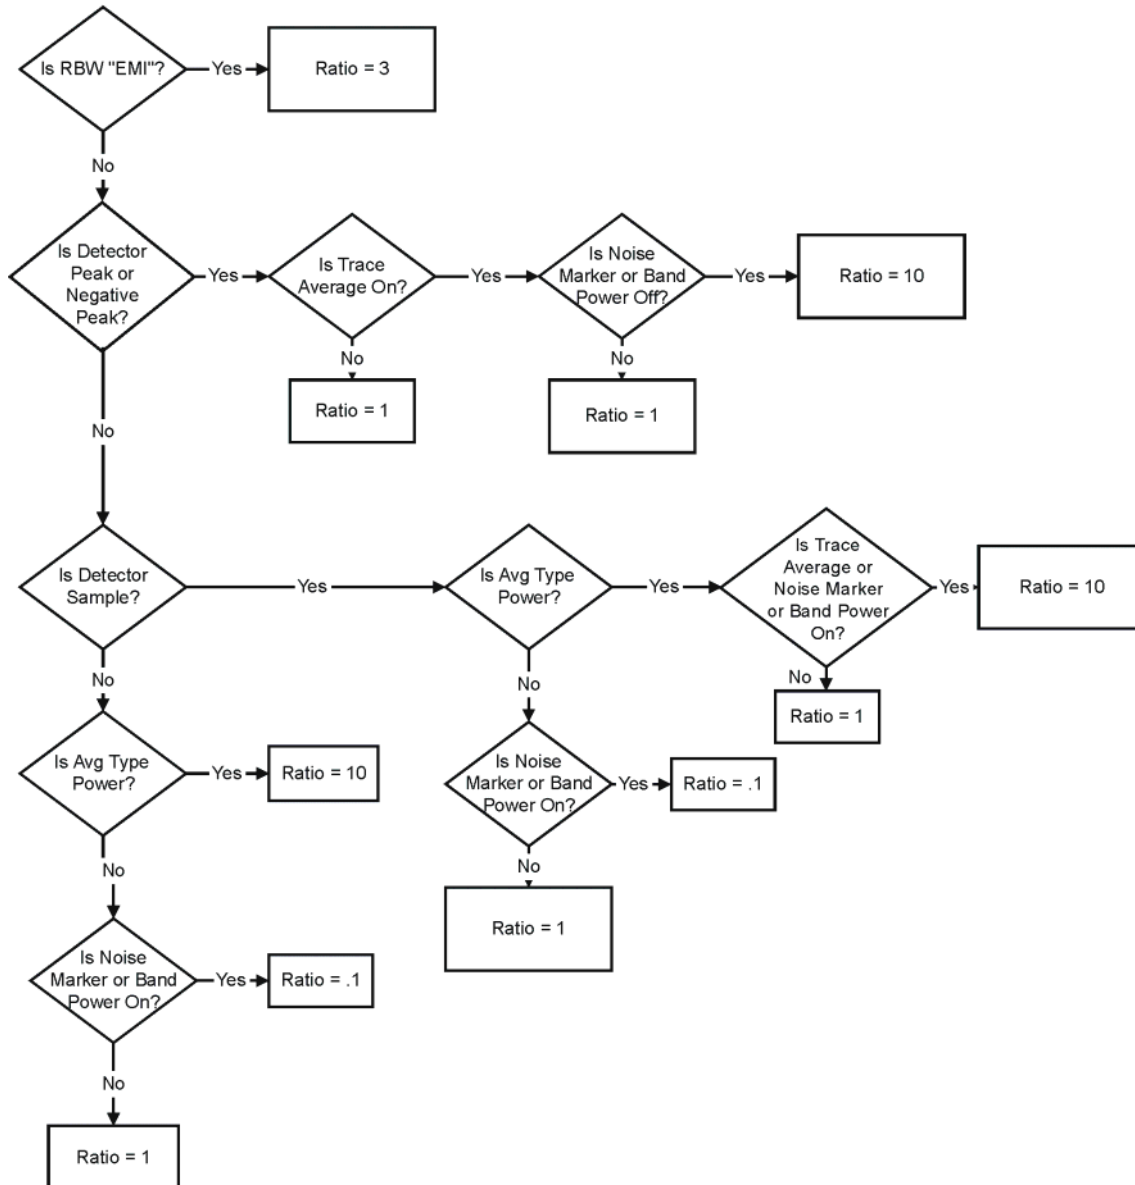 Is RBW "EMI"?
Yes
Ratio = 3
No
Is Detector
Peak or
Negative
Peak?
Yes
Is Trace
Average On?
Yes
Is Noise
Marker or Band
Power Off?
Yes
Ratio = 10
No
Ratio = 1
No
Ratio = 1
No
Is Detector
Sample?
Yes
Is Avg Type
Power?
Yes
Is Trace
Average or
Noise Marker
or Band Power
On?
Yes
Ratio = 10
No
Ratio = 1
No
Is Noise
Marker or Band
Power On?
Yes
Ratio = .1
No
Ratio = 1
No
Is Avg Type
Power?
Yes
Ratio = 10
No
Is Noise
Marker or Band
Power On?
Yes
Ratio = .1
No
Ratio = 1